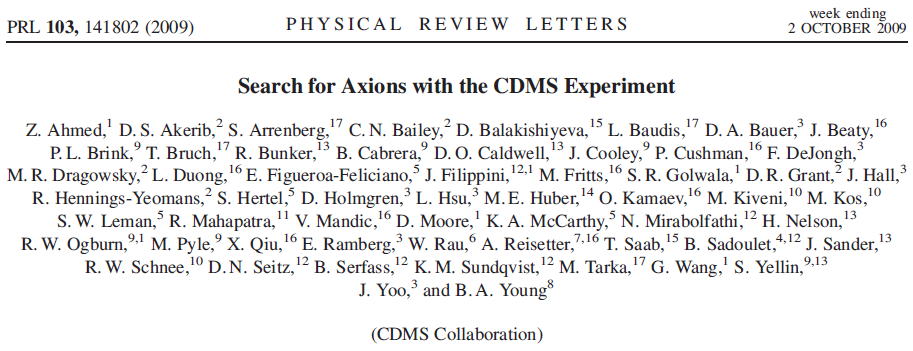 PRL 103, 141802 (2009) PHYSICAL REVIEW LETTERS week ending 2 OCTOBER 2009
Search for Axions with the CDMS Experiment
Z. Ahmed,1 D. S. Akerib,2 S. Arrenberg,17 C. N. Bailey,2 D. Balakishiyeva,15 L. Baudis,17 D. A. Bauer,3 J. Beaty,16
P. L. Brink,9 T. Bruch,17 R. Bunker,13 B. Cabrera,9 D. O. Caldwell,13 J. Cooley,9 P. Cushman,16 F. DeJongh,3
M. R. Dragowsky,2 L. Duong,16 E. Figueroa-Feliciano,5 J. Filippini,12,1 M. Fritts,16 S. R. Golwala,1 D. R. Grant,2 J. Hall,3
R. Hennings-Yeomans,2 S. Hertel,5 D. Holmgren,3 L. Hsu,3 M. E. Huber,14 O. Kamaev,16 M. Kiveni,10 M. Kos,10
S. W. Leman,5 R. Mahapatra,11 V. Mandic,16 D. Moore,1 K. A. McCarthy,5 N. Mirabolfathi,12 H. Nelson,13
R. W. Ogburn,9,1 M. Pyle,9 X. Qiu,16 E. Ramberg,3 W. Rau,6 A. Reisetter,7,16 T. Saab,15 B. Sadoulet,4,12 J. Sander,13
R. W. Schnee,10 D. N. Seitz,12 B. Serfass,12 K. M. Sundqvist,12 M. Tarka,17 G. Wang,1 S. Yellin,9,13
J. Yoo,3 and B. A. Young8
(CDMS Collaboration)